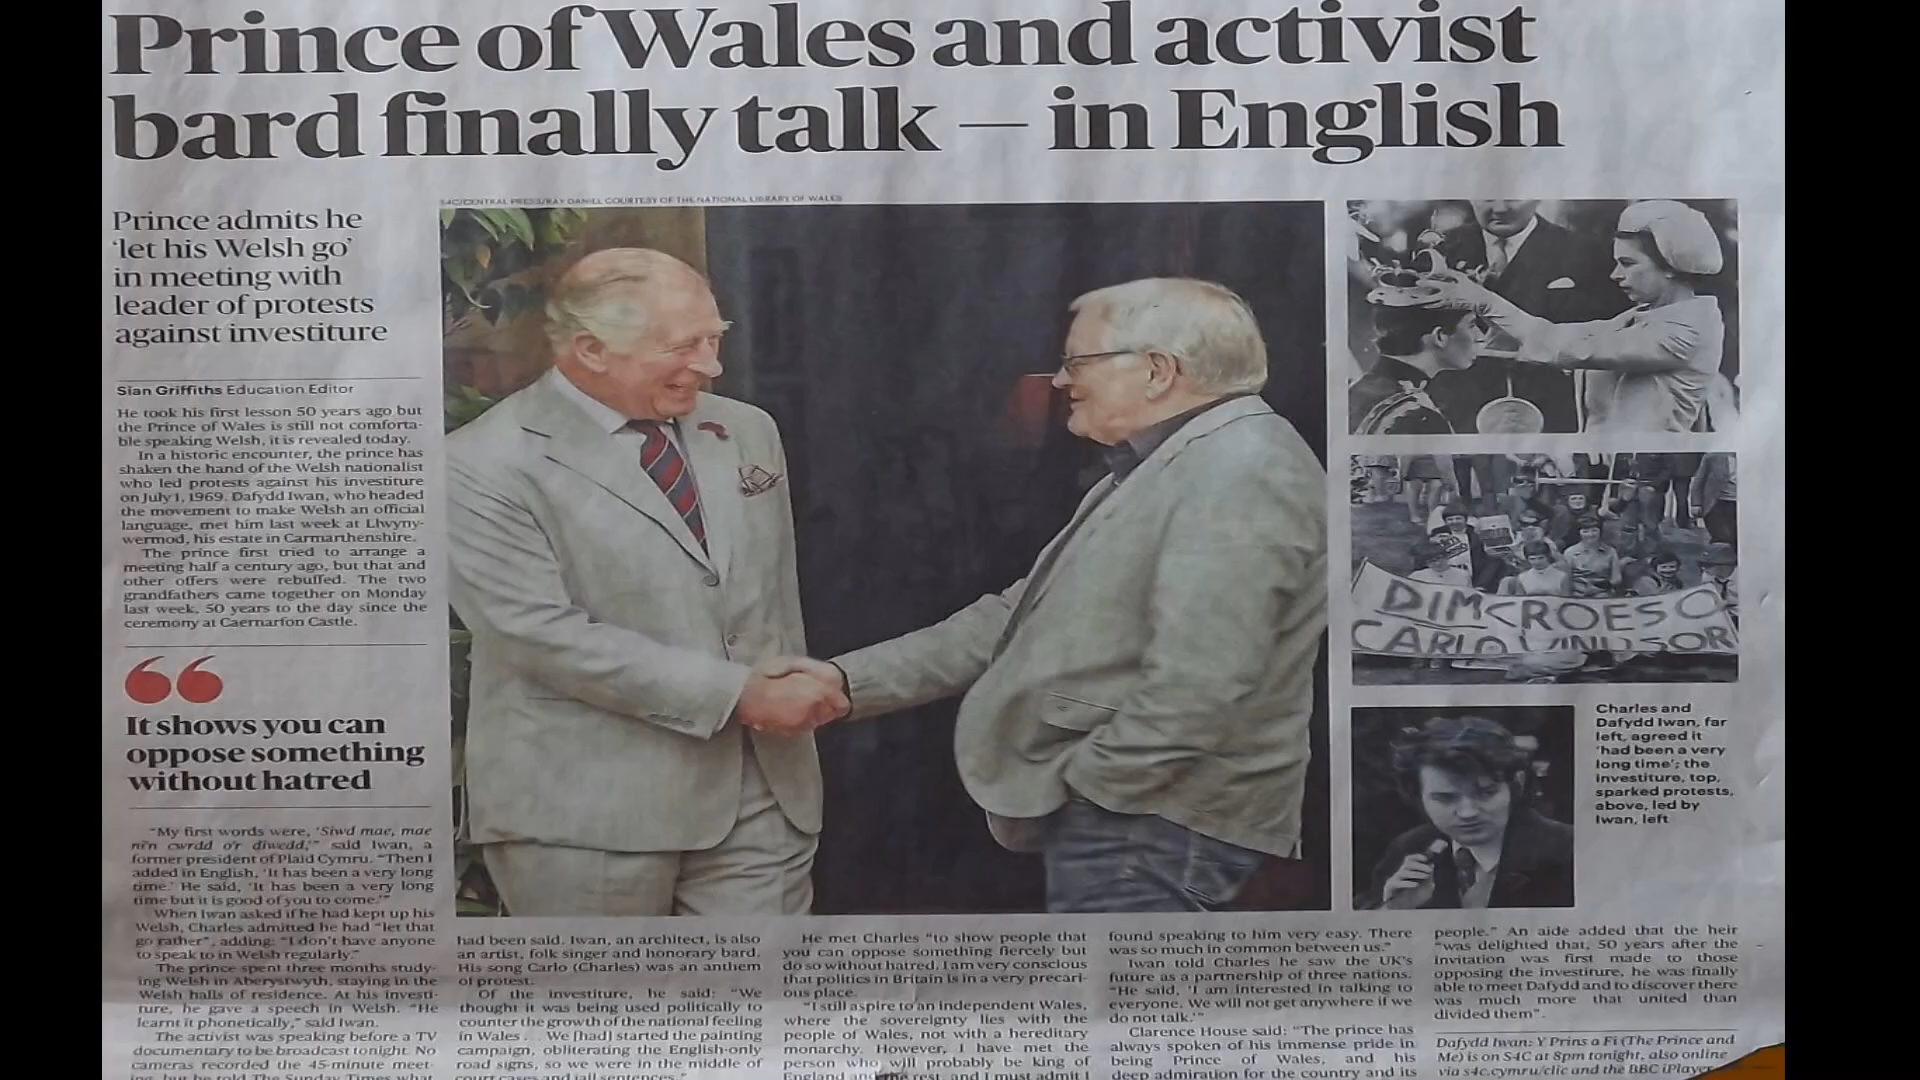 Prince of Wales and activist
bard finally talk – in English
Prince admits he
‘let his Welsh go’
in meeting with
leader of protests
against investiture
Sian Griffiths Education Editor
He took his first lesson 50 years ago but
the Prince of Wales is still not comforta-
ble speaking Welsh, it is revealed today.
In a historic encounter, the prince has
shaken the hand of the Welsh nationalist
who led protests against his investiture
on July 1, 1969. Dafydd Iwan, who headed
the movement to make Welsh an official
language, met him last week at Llwyny-
wermod, his estate in Carmarthenshire.
The prince first tried to arrange a
meeting half a century ago, but that and
other offers were rebuffed. The two
grandfathers came together on Monday
last week, 50 years to the day since the
ceremony at Caernarfon Castle.
It shows you can
oppose something
without hatred
“My first words were, ‘Siwd mae, mae
ni’n cwrdd o’r diwedd,’” said Iwan, a
former president of Plaid Cymru. “Then I
added in English, ‘It has been a very long
time.’ He said, ‘It has been a very long
time but it is good of you to come.’”
When Iwan asked if he had kept up his
Welsh, Charles admitted he had “let that
go rather”, adding: “I don’t have anyone
to speak to in Welsh regularly.”
The prince spent three months study-
ing Welsh in Aberystwyth, staying in the
Welsh halls of residence. At his investi-
ture, he gave a speech in Welsh. “He
learnt it phonetically,” said Iwan.
The activist was speaking before a TV
documentary to be broadcast tonight. No
cameras recorded the 45-minute meet-
ing, but he told The Sunday Times what
S4C/CENTRAL PRESS/RAY DANIEL COURTESY OF THE NATIONAL LIBRARY OF WALES
had been said. Iwan, an architect, is also
an artist, folk singer and honorary bard.
His song Carlo (Charles) was an anthem
of protest.
Of the investiture, he said: “We
thought it was being used politically to
counter the growth of the national feeling
in Wales . . . We [had] started the painting
campaign, obliterating the English-only
road signs, so we were in the middle of
court cases and jail sentences.”
He met Charles “to show people that
you can oppose something fiercely but
do so without hatred. I am very conscious
that politics in Britain is in a very precari-
ous place.
“I still aspire to an independent Wales,
where the sovereignty lies with the
people of Wales, not with a hereditary
monarchy. However, I have met the
person who will probably be king of
England and the rest, and I must admit I
found speaking to him very easy. There
was so much in common between us.”
Iwan told Charles he saw the UK’s
future as a partnership of three nations.
“He said, ‘I am interested in talking to
everyone. We will not get anywhere if we
do not talk.’”
Clarence House said: “The prince has
always spoken of his immense pride in
being Prince of Wales, and his
deep admiration for the country and its
people.” An aide added that the heir
“was delighted that, 50 years after the
invitation was first made to those
opposing the investiture, he was finally
able to meet Dafydd and to discover there
was much more that united than
divided them”.
Dafydd Iwan: Y Prins a Fi (The Prince and
Me) is on S4C at 8pm tonight, also online
via s4c.cymru/clic and the BBC iPlayer
DIM CROESO
CARLO WINDSOR
Charles and
Dafydd Iwan, far
left, agreed it
‘had been a very
long time’; the
investiture, top,
sparked protests,
above, led by
Iwan, left